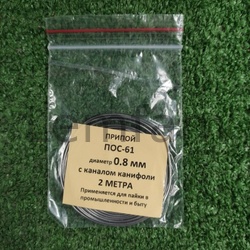 ПРИПОЙ
ПОС-61
диаметр 0.8 мм
с каналом канифоли
2 МЕТРА
Применяется для пайки в
промышленности и быту